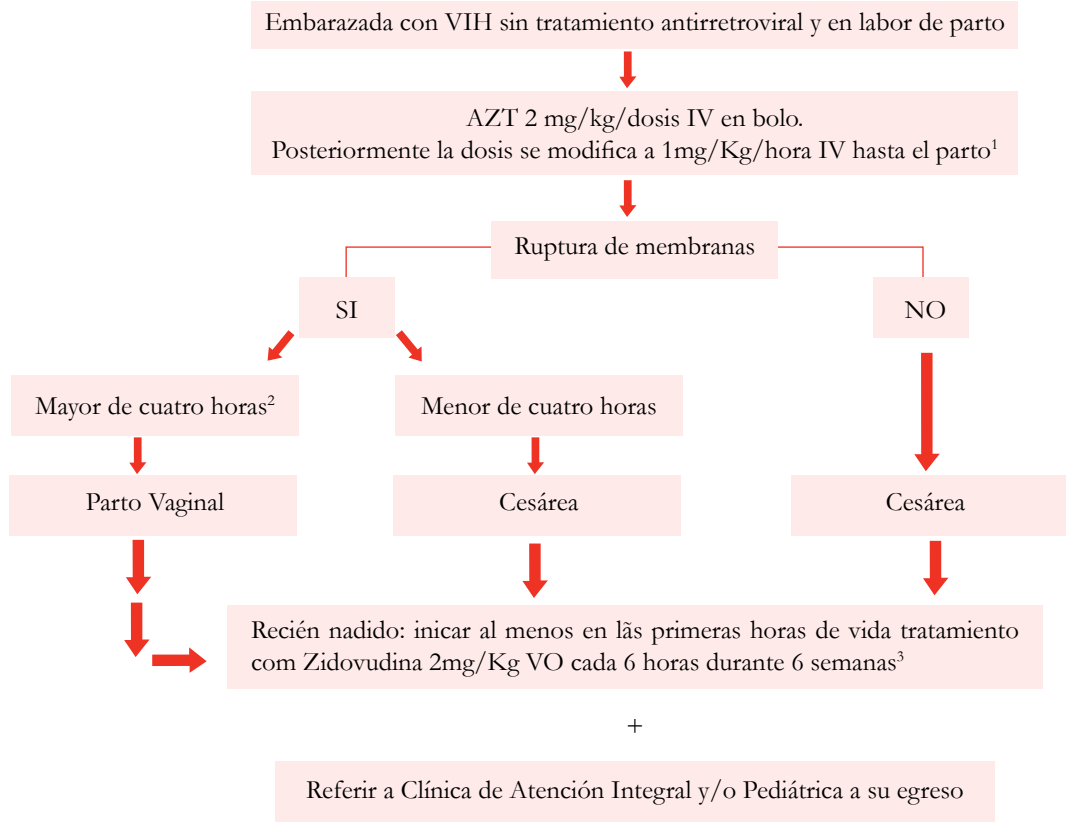 Embarazada con VIH sin tratamiento antirretroviral y en labor de parto
AZT 2 mg/kg/dosis IV en bolo.
Posteriormente la dosis se modifica a 1mg/Kg/hora IV hasta el parto¹
Ruptura de membranas
SI
NO
Mayor de cuatro horas²
Menor de cuatro horas
Parto Vaginal
Cesárea
Cesárea
Recién nadido: inicar al menos en lãs primeras horas de vida tratamiento
com Zidovudina 2mg/Kg VO cada 6 horas durante 6 semanas³
+
Referir a Clínica de Atención Integral y/o Pediátrica a su egreso